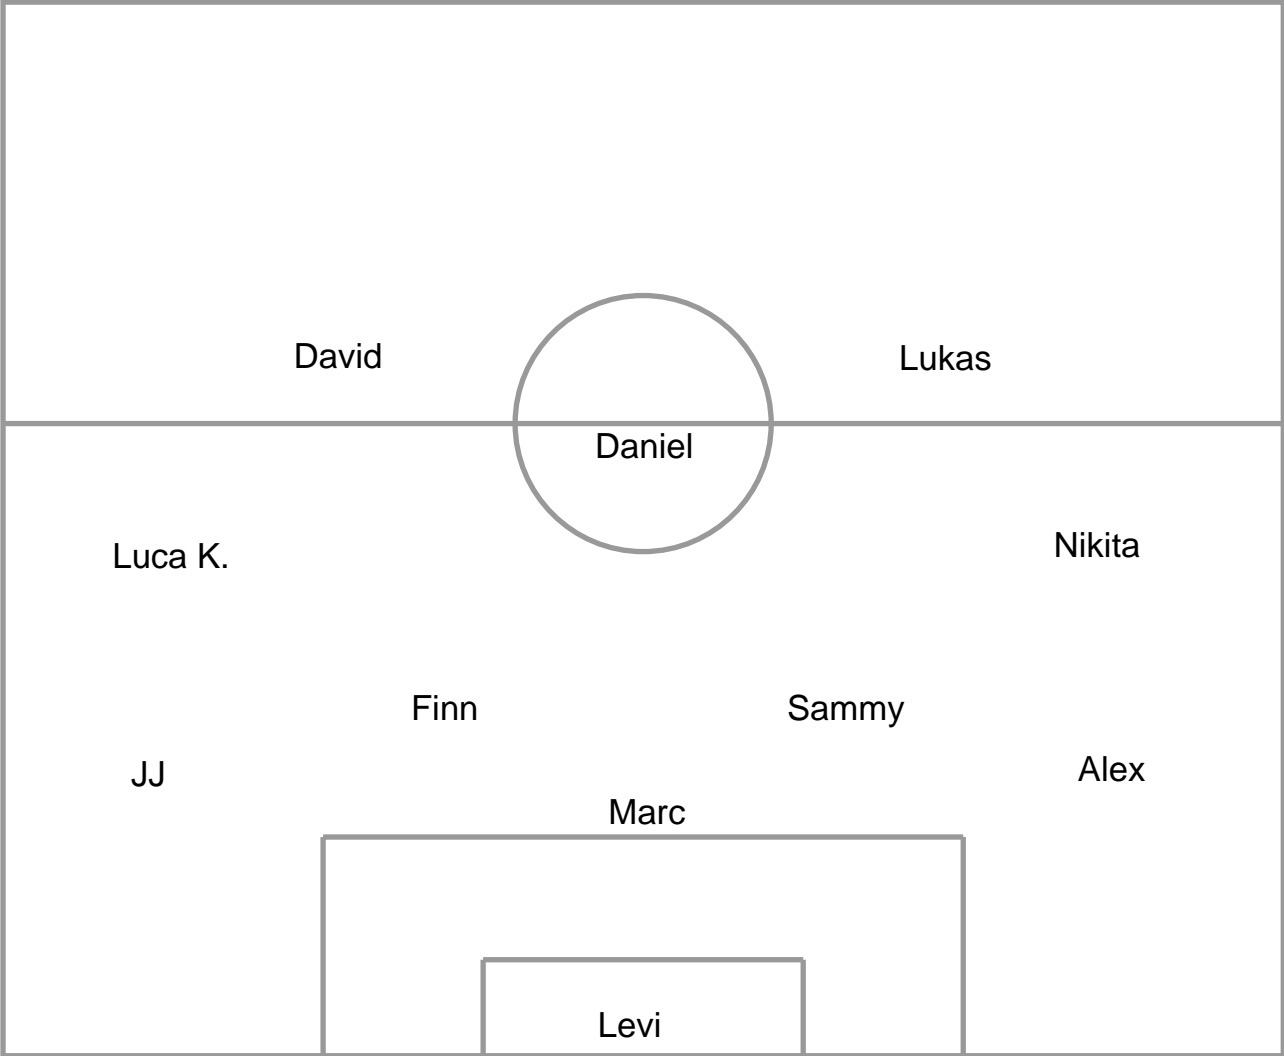 David
Lukas
Daniel
Luca K.
Nikita
Finn
Sammy
JJ
Alex
Marc
Levi